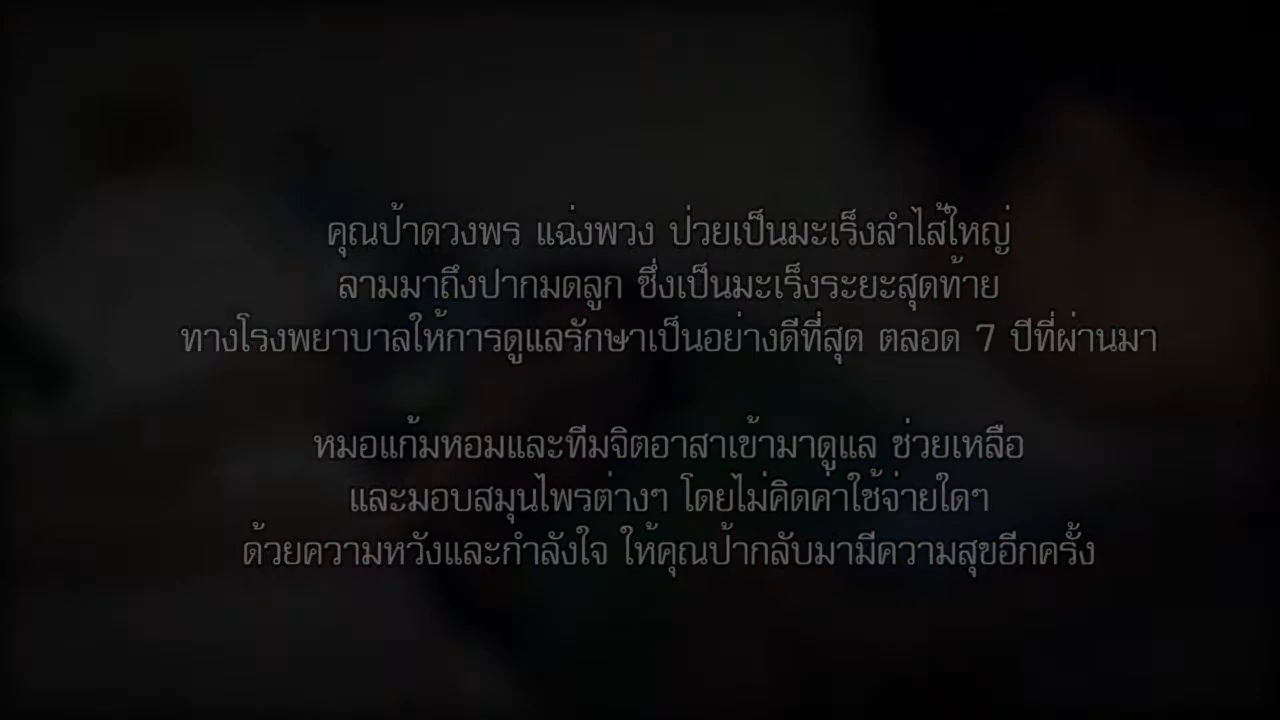 คุณป้าดวงพร แฉ่งพวง ป่วยเป็นมะเร็งลำไส้ใหญ่
ลามมาถึงปากมดลูก ซึ่งเป็นมะเร็งระยะสุดท้าย
ทางโรงพยาบาลให้การดูแลรักษาเป็นอย่างดีที่สุด ตลอด 7 ปีที่ผ่านมา
หมอแก้มหอมและทีมจิตอาสาเข้ามาดูแล ช่วยเหลือ
และมอบสมุนไพรต่างๆ โดยไม่คิดค่าใช้จ่ายใดๆ
ด้วยความหวังและกำลังใจ ให้คุณป้ากลับมามีความสุขอีกครั้ง